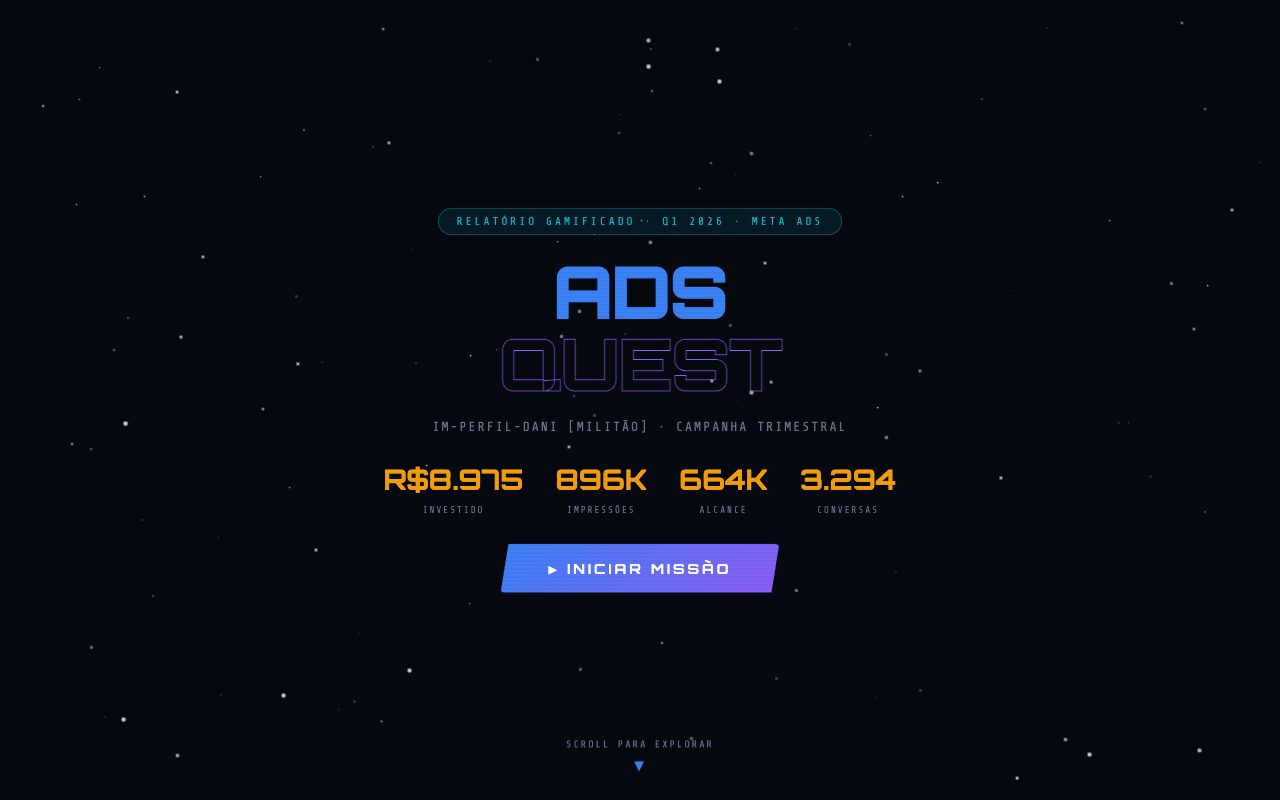 RELATÓRIO GAMIFICADO · Q1 2026 · META ADS
ADS
QUEST
IM-PERFIL-DANI [MILITÃO] · CAMPANHA TRIMESTRAL
R$8.975 896K 664K 3.294
INVESTIDO IMPRESSÕES ALCANCE CONVERSAS
▶ INICIAR MISSÃO
SCROLL PARA EXPLORAR
▼